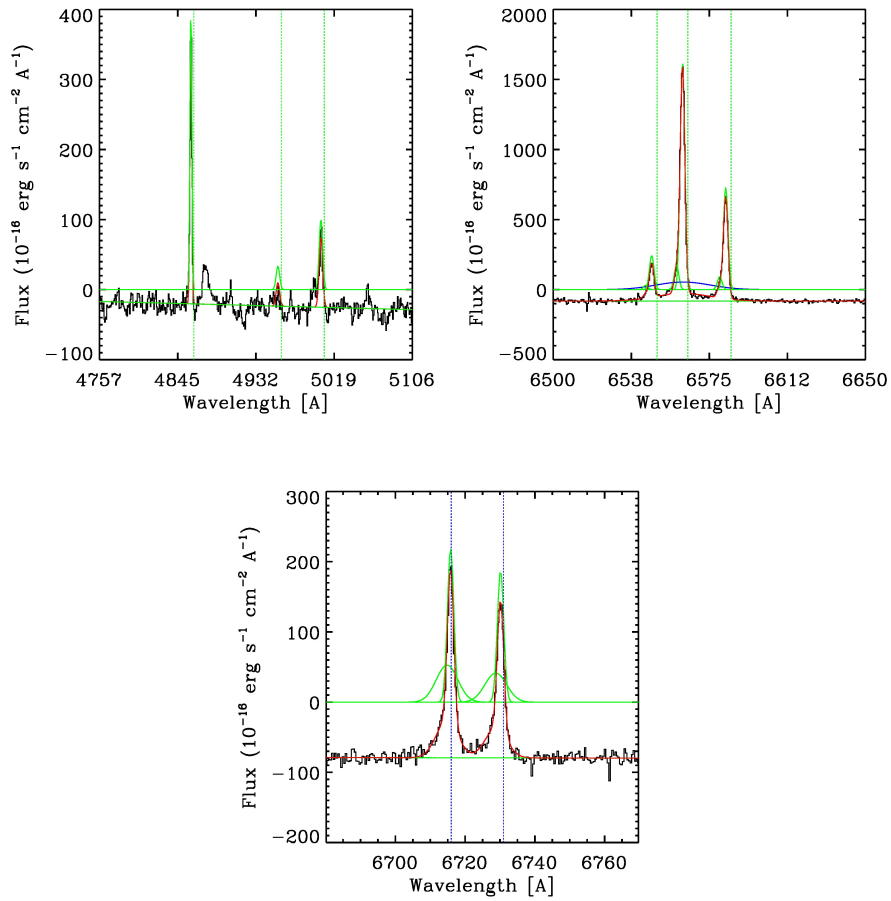 400
300
200
100
0
−100
Flux (10⁻¹⁶ erg s⁻¹ cm⁻² A⁻¹)
4757 4845 4932 5019 5106
Wavelength [A]
2000
1500
1000
500
0
−500
Flux (10⁻¹⁶ erg s⁻¹ cm⁻² A⁻¹)
6500 6538 6575 6612 6650
Wavelength [A]
300
200
100
0
−100
−200
Flux (10⁻¹⁶ erg s⁻¹ cm⁻² A⁻¹)
6700 6720 6740 6760
Wavelength [A]